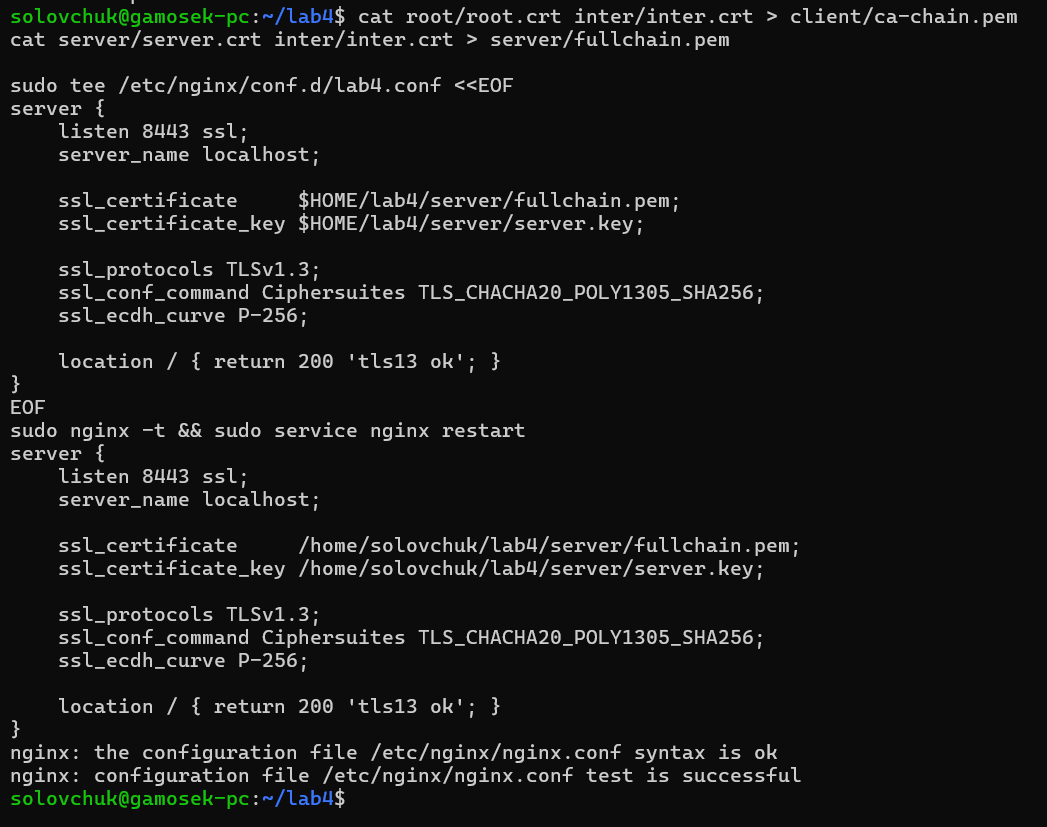 solovchuk@gamosek-pc:~/lab4$ cat root/root.crt inter/inter.crt > client/ca-chain.pem
cat server/server.crt inter/inter.crt > server/fullchain.pem

sudo tee /etc/nginx/conf.d/lab4.conf <<EOF
server {
    listen 8443 ssl;
    server_name localhost;

    ssl_certificate     $HOME/lab4/server/fullchain.pem;
    ssl_certificate_key $HOME/lab4/server/server.key;

    ssl_protocols TLSv1.3;
    ssl_conf_command Ciphersuites TLS_CHACHA20_POLY1305_SHA256;
    ssl_ecdh_curve P-256;

    location / { return 200 'tls13 ok'; }
}
EOF
sudo nginx -t && sudo service nginx restart
server {
    listen 8443 ssl;
    server_name localhost;

    ssl_certificate     /home/solovchuk/lab4/server/fullchain.pem;
    ssl_certificate_key /home/solovchuk/lab4/server/server.key;

    ssl_protocols TLSv1.3;
    ssl_conf_command Ciphersuites TLS_CHACHA20_POLY1305_SHA256;
    ssl_ecdh_curve P-256;

    location / { return 200 'tls13 ok'; }
}
nginx: the configuration file /etc/nginx/nginx.conf syntax is ok
nginx: configuration file /etc/nginx/nginx.conf test is successful
solovchuk@gamosek-pc:~/lab4$